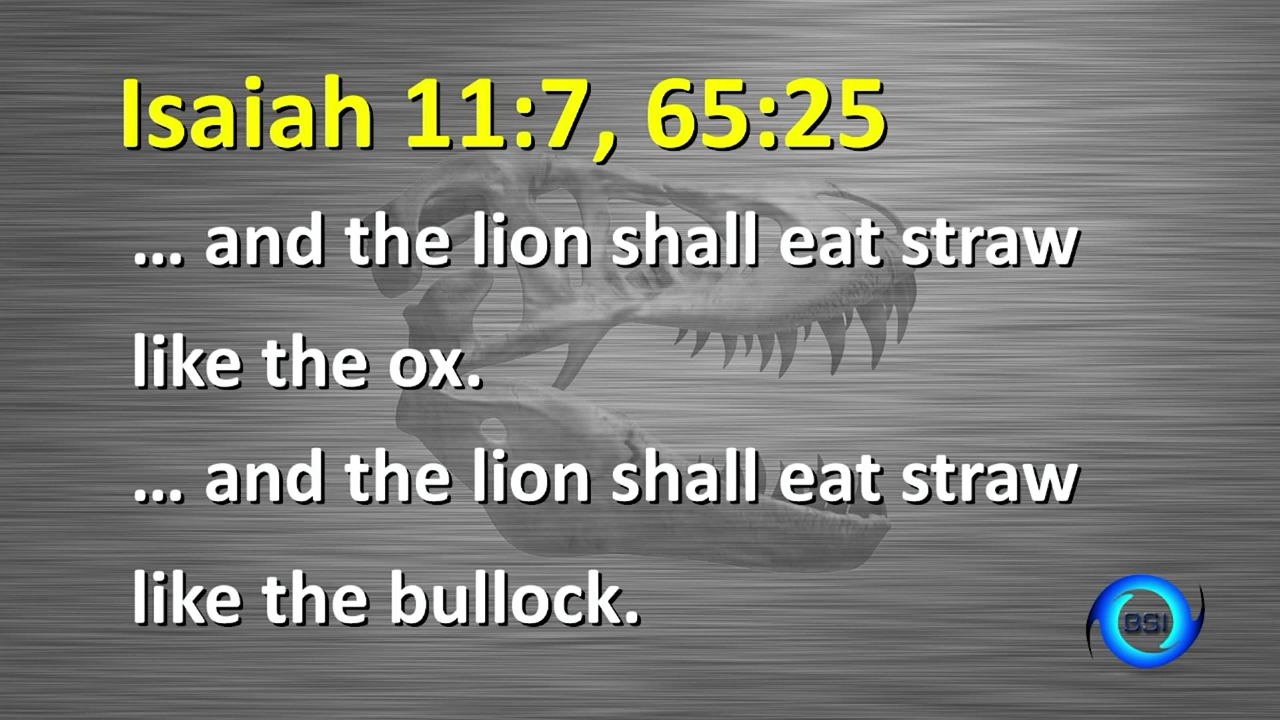 Isaiah 11:7, 65:25
... and the lion shall eat straw
like the ox.
... and the lion shall eat straw
like the bullock.
BSI